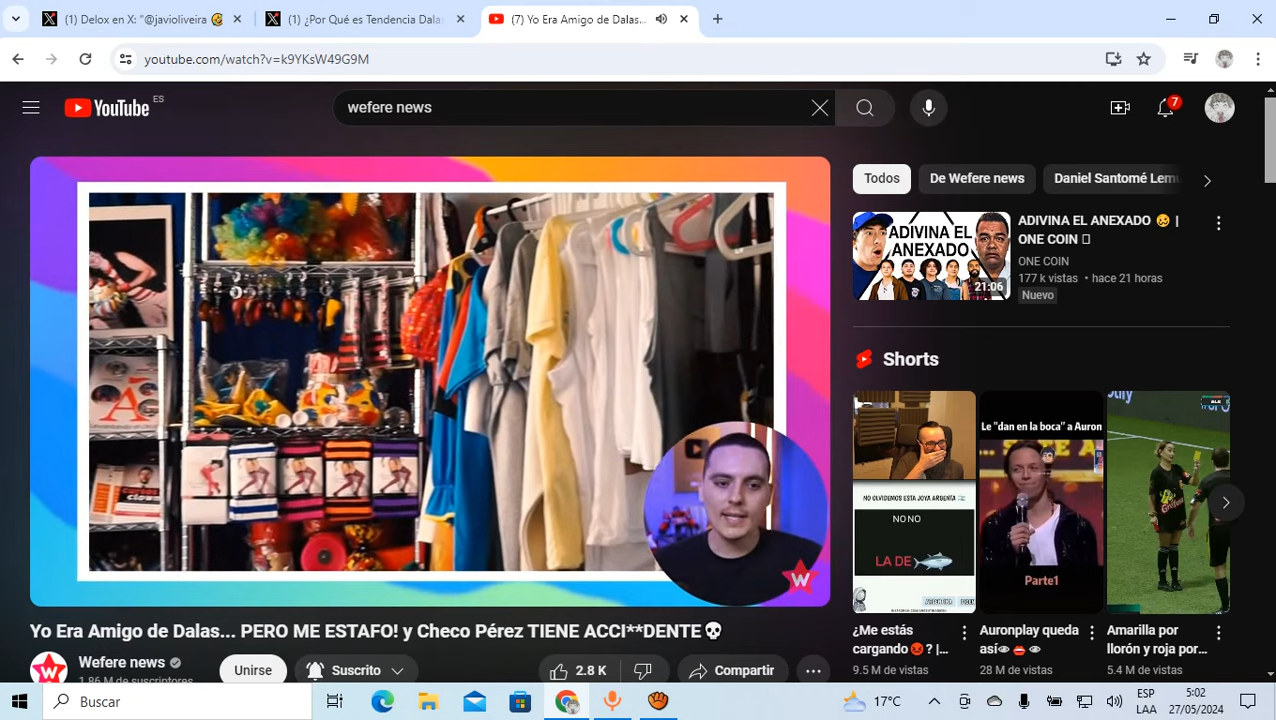 (1) Delox en X: "@javioliveira
(1) ¿Por Qué es Tendencia Dalas
(7) Yo Era Amigo de Dalas...
youtube.com/watch?v=k9YKsW49G9M
YouTube ES
wefere news
7
Todos
De Wefere news
Daniel Santomé Lemu
ADIVINA EL
ANEXADO
21:06
ADIVINA EL ANEXADO 😖 |
ONE COIN
ONE COIN
177 k vistas • hace 21 horas
Nuevo
Shorts
NO OLVIDEMOS ESTA JOYA ARGENTA
NO NO
LA DE
Le "dan en la boca" a Auron
Parte1
¿Me estás
cargando😡? |...
9.5 M de vistas
Auronplay queda
así👁👄👁
28 M de vistas
Amarilla por
llorón y roja por...
5.4 M de vistas
A
cursos
clown
W
Yo Era Amigo de Dalas... PERO ME ESTAFO! y Checo Pérez TIENE ACCI**DENTE💀
W
Wefere news
1.86 M de suscriptores
Unirse
Suscrito
2.8 K
Compartir
Buscar
17°C
ESP
LAA
5:02
27/05/2024